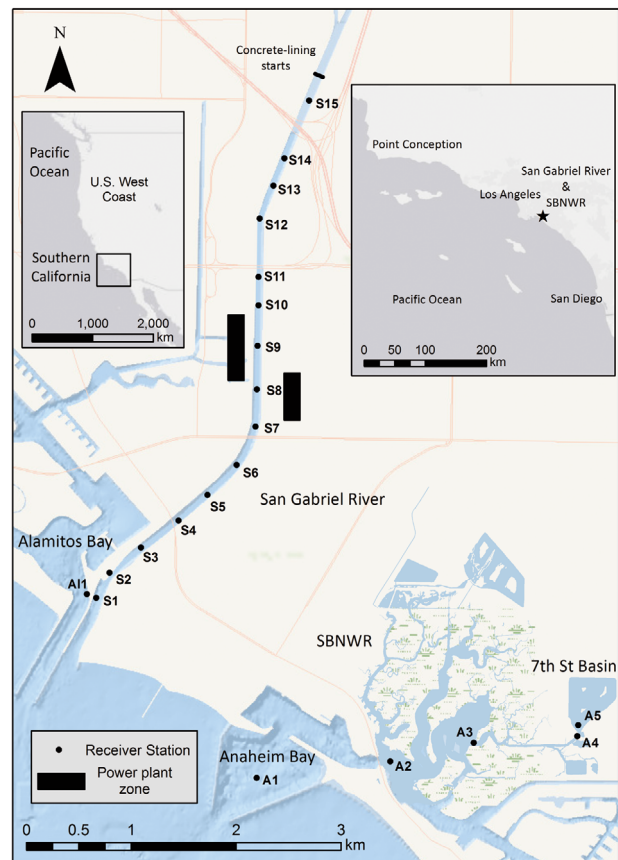 N
Concrete-lining
starts
S15
S14
S13
S12
S11
S10
S9
S8
S7
S6
S5
S4
S3
S2
S1
AI1
San Gabriel River
Alamitos Bay
Pacific
Ocean
U.S. West
Coast
Southern
California
0 1,000 2,000
km
Point Conception
San Gabriel River
&
SBNWR
Los Angeles
Pacific Ocean
San Diego
0 50 100 200
km
SBNWR
7th St Basin
A5
A4
A3
A2
Anaheim Bay
A1
Receiver Station
Power plant
zone
0 0.5 1 2 3
km